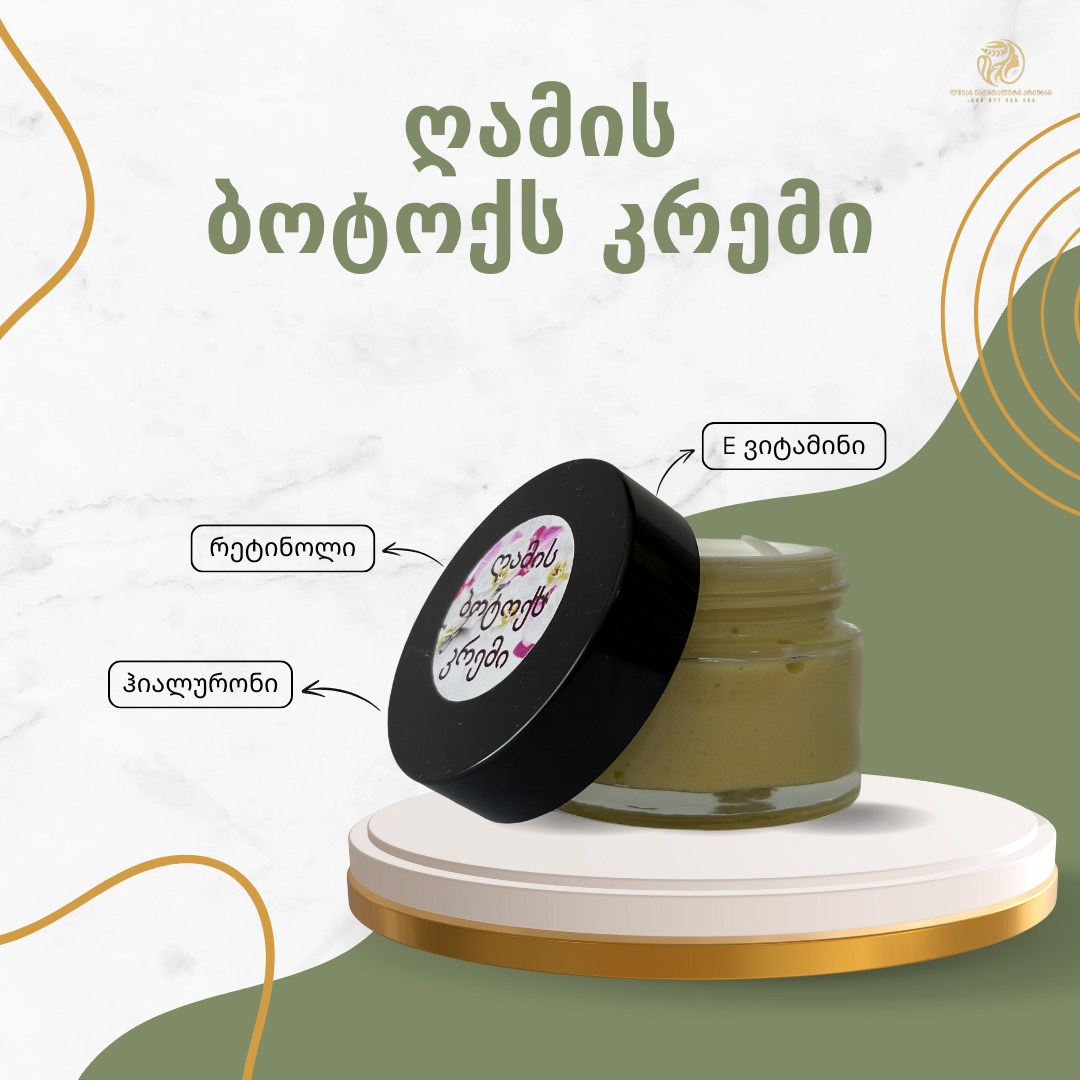 ღამის
ბოტოქს კრემი
E ვიტამინი
რეტინოლი
ჰიალურონი
ღამის
ბოტოქს
კრემი